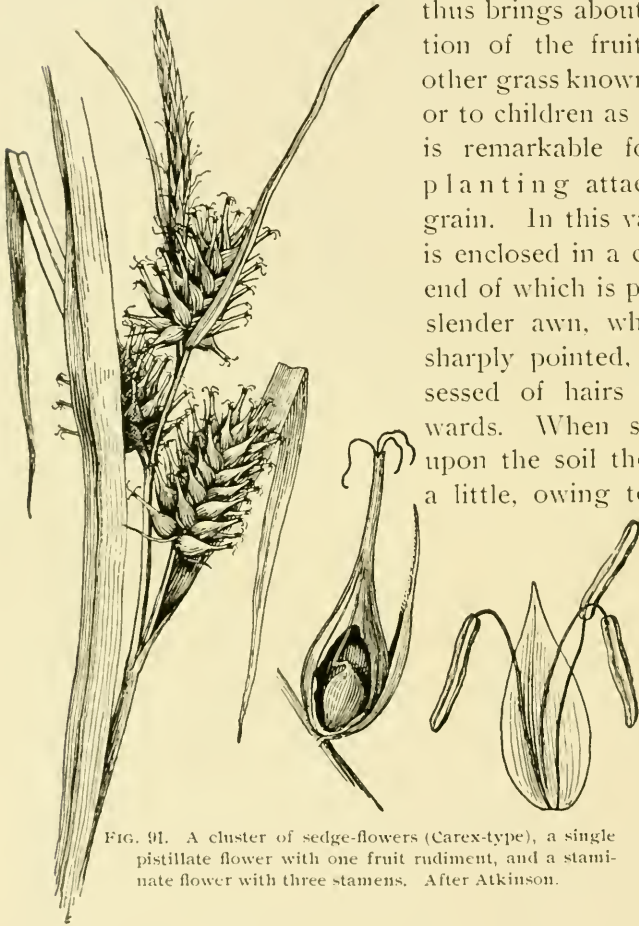 thus brings about
tion of the fruit
other grass known
or to children as
is remarkable fo
planting attac
grain. In this va
is enclosed in a c
end of which is p
slender awn, wh
sharply pointed,
sessed of hairs
wards. When s
upon the soil the
a little, owing to
FIG. 91. A cluster of sedge-flowers (Carex-type), a single
pistillate flower with one fruit rudiment, and a stami-
nate flower with three stamens. After Atkinson.